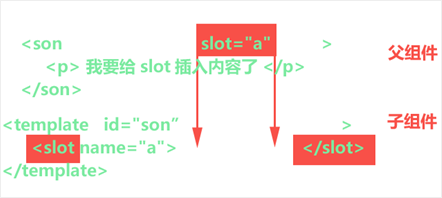 <son slot="a" >
父组件
<p> 我要给 slot 插入内容了 </p>
</son>
<template id="son” >
子组件
<slot name="a"> </slot>
</template>